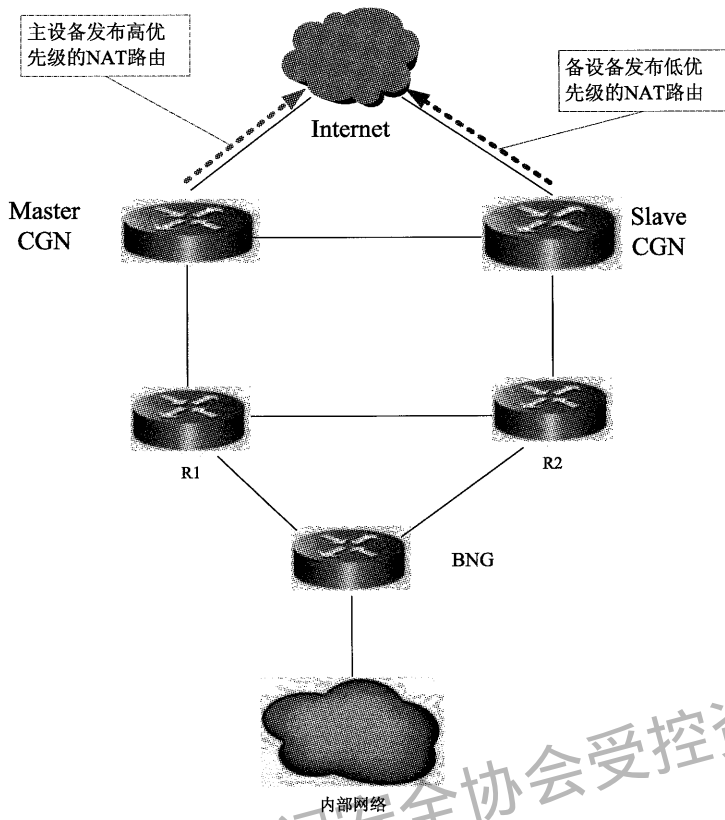 主设备发布高优
先级的NAT路由
备设备发布低优
先级的NAT路由
Internet
Master
CGN
Slave
CGN
R1
R2
BNG
内部网络
全协会受控资